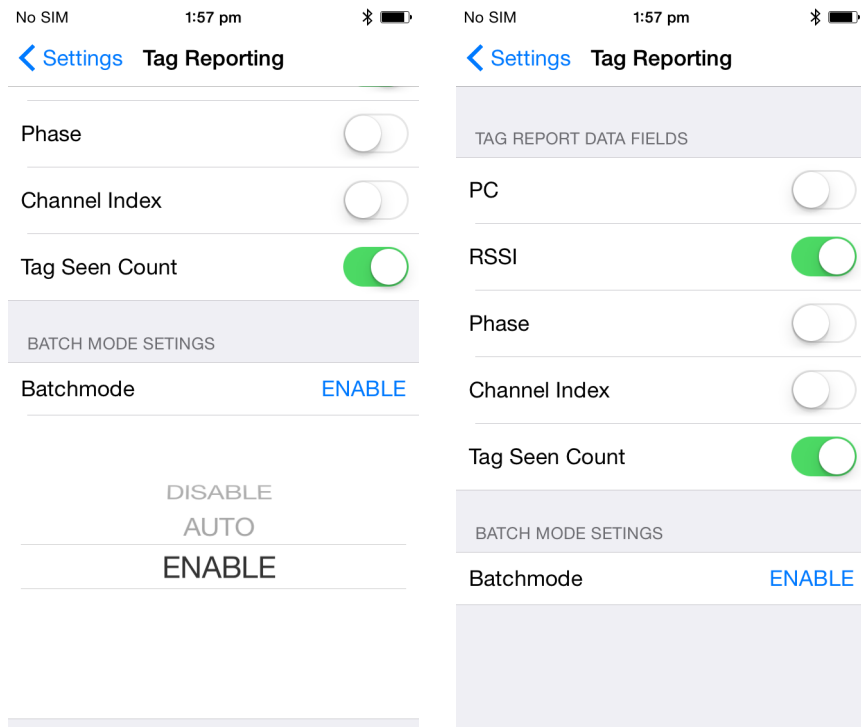 No SIM 1:57 pm
Settings Tag Reporting
Phase
Channel Index
Tag Seen Count
BATCH MODE SETINGS
Batchmode ENABLE
DISABLE
AUTO
ENABLE
No SIM 1:57 pm
Settings Tag Reporting
TAG REPORT DATA FIELDS
PC
RSSI
Phase
Channel Index
Tag Seen Count
BATCH MODE SETINGS
Batchmode ENABLE